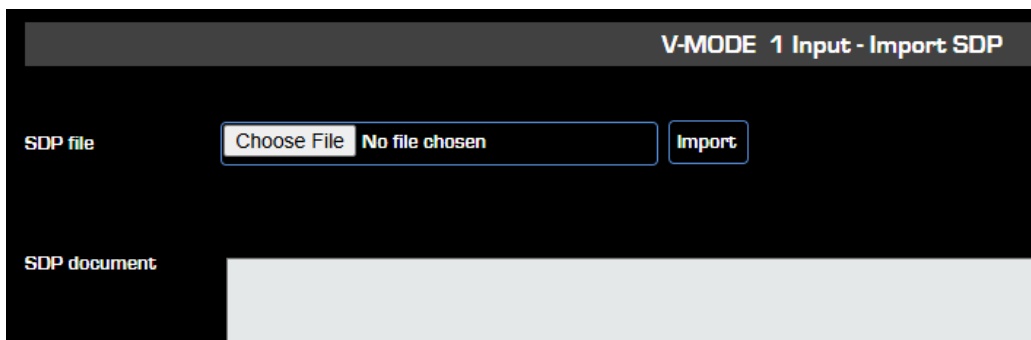 V-MODE 1 Input - Import SDP
SDP file
Choose File No file chosen
Import
SDP document